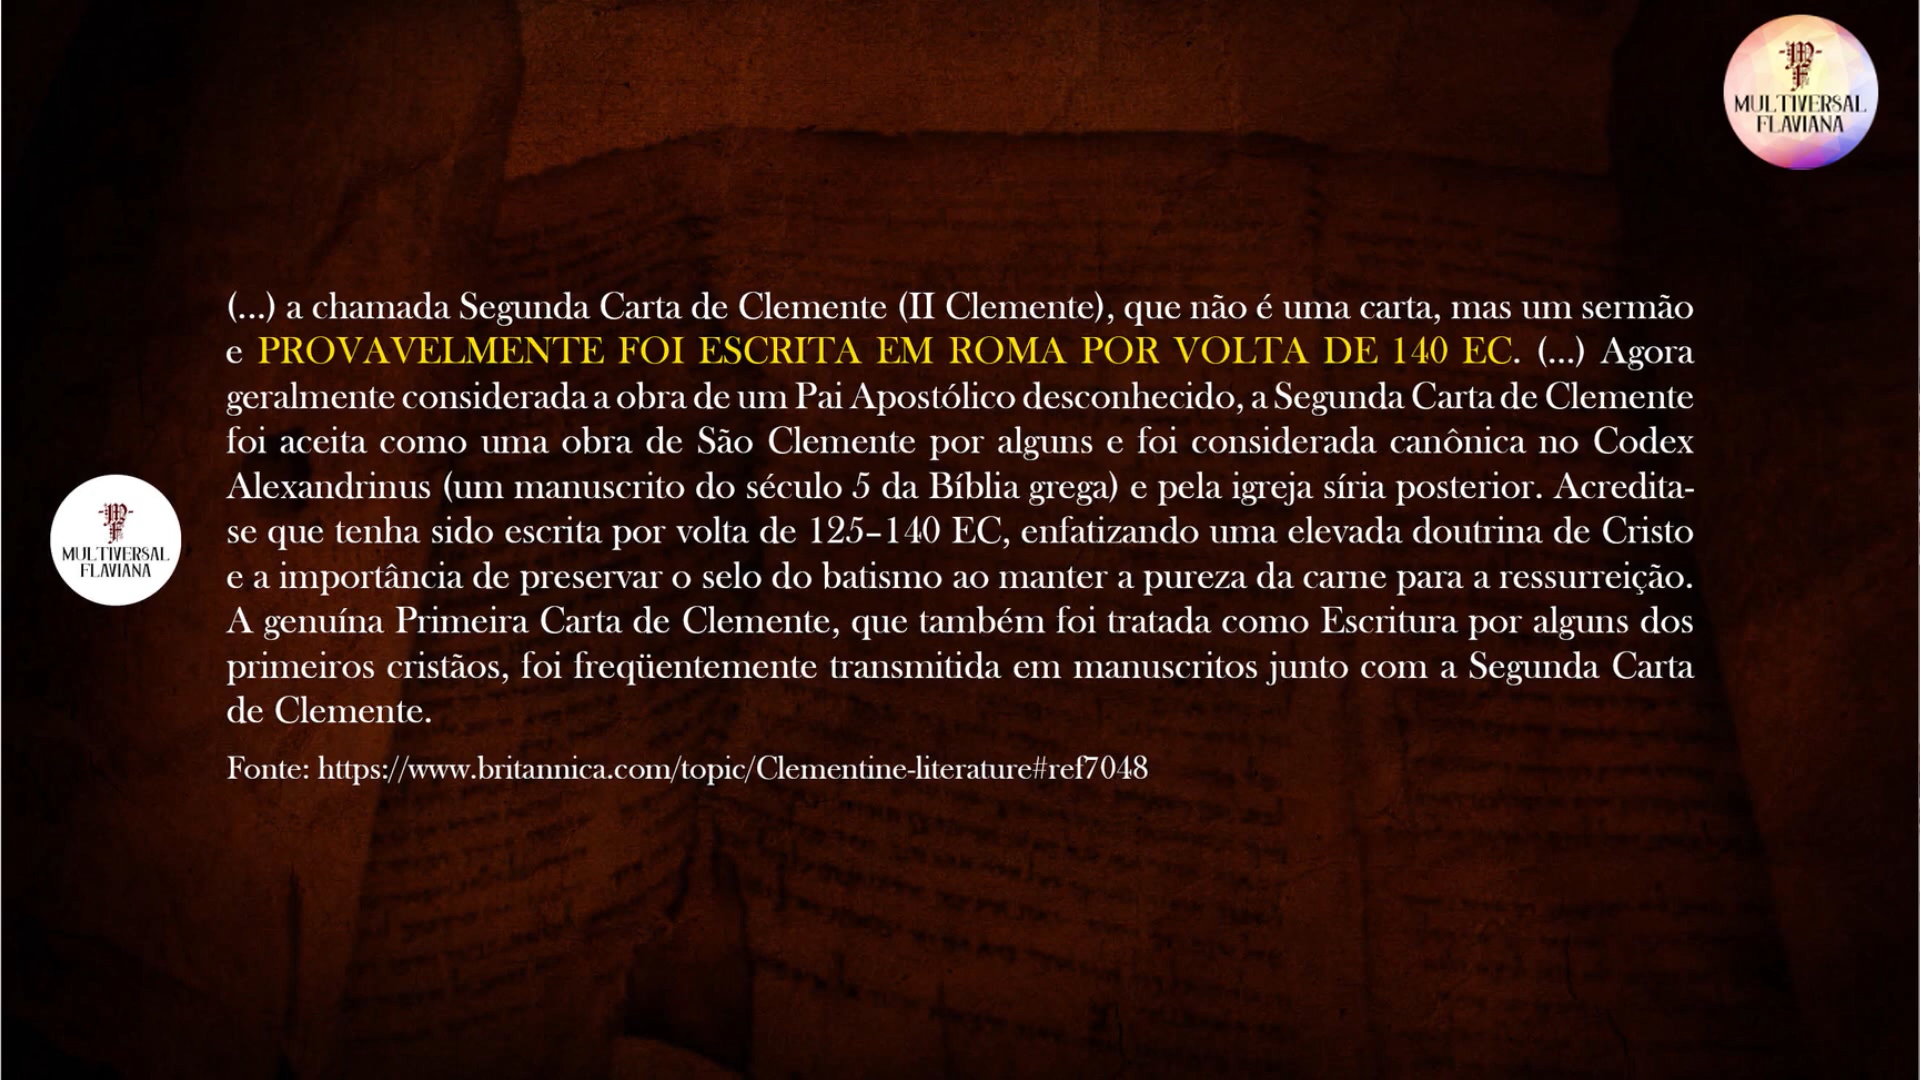 -M-
F
MULTIVERSAL
FLAVIANA
(...) a chamada Segunda Carta de Clemente (II Clemente), que não é uma carta, mas um sermão
e PROVAVELMENTE FOI ESCRITA EM ROMA POR VOLTA DE 140 EC. (...) Agora
geralmente considerada a obra de um Pai Apostólico desconhecido, a Segunda Carta de Clemente
foi aceita como uma obra de São Clemente por alguns e foi considerada canônica no Codex
Alexandrinus (um manuscrito do século 5 da Bíblia grega) e pela igreja síria posterior. Acredita-
se que tenha sido escrita por volta de 125–140 EC, enfatizando uma elevada doutrina de Cristo
e a importância de preservar o selo do batismo ao manter a pureza da carne para a ressurreição.
A genuína Primeira Carta de Clemente, que também foi tratada como Escritura por alguns dos
primeiros cristãos, foi freqüentemente transmitida em manuscritos junto com a Segunda Carta
de Clemente.
-M-
F
MULTIVERSAL
FLAVIANA
Fonte: https://www.britannica.com/topic/Clementine-literature#ref7048